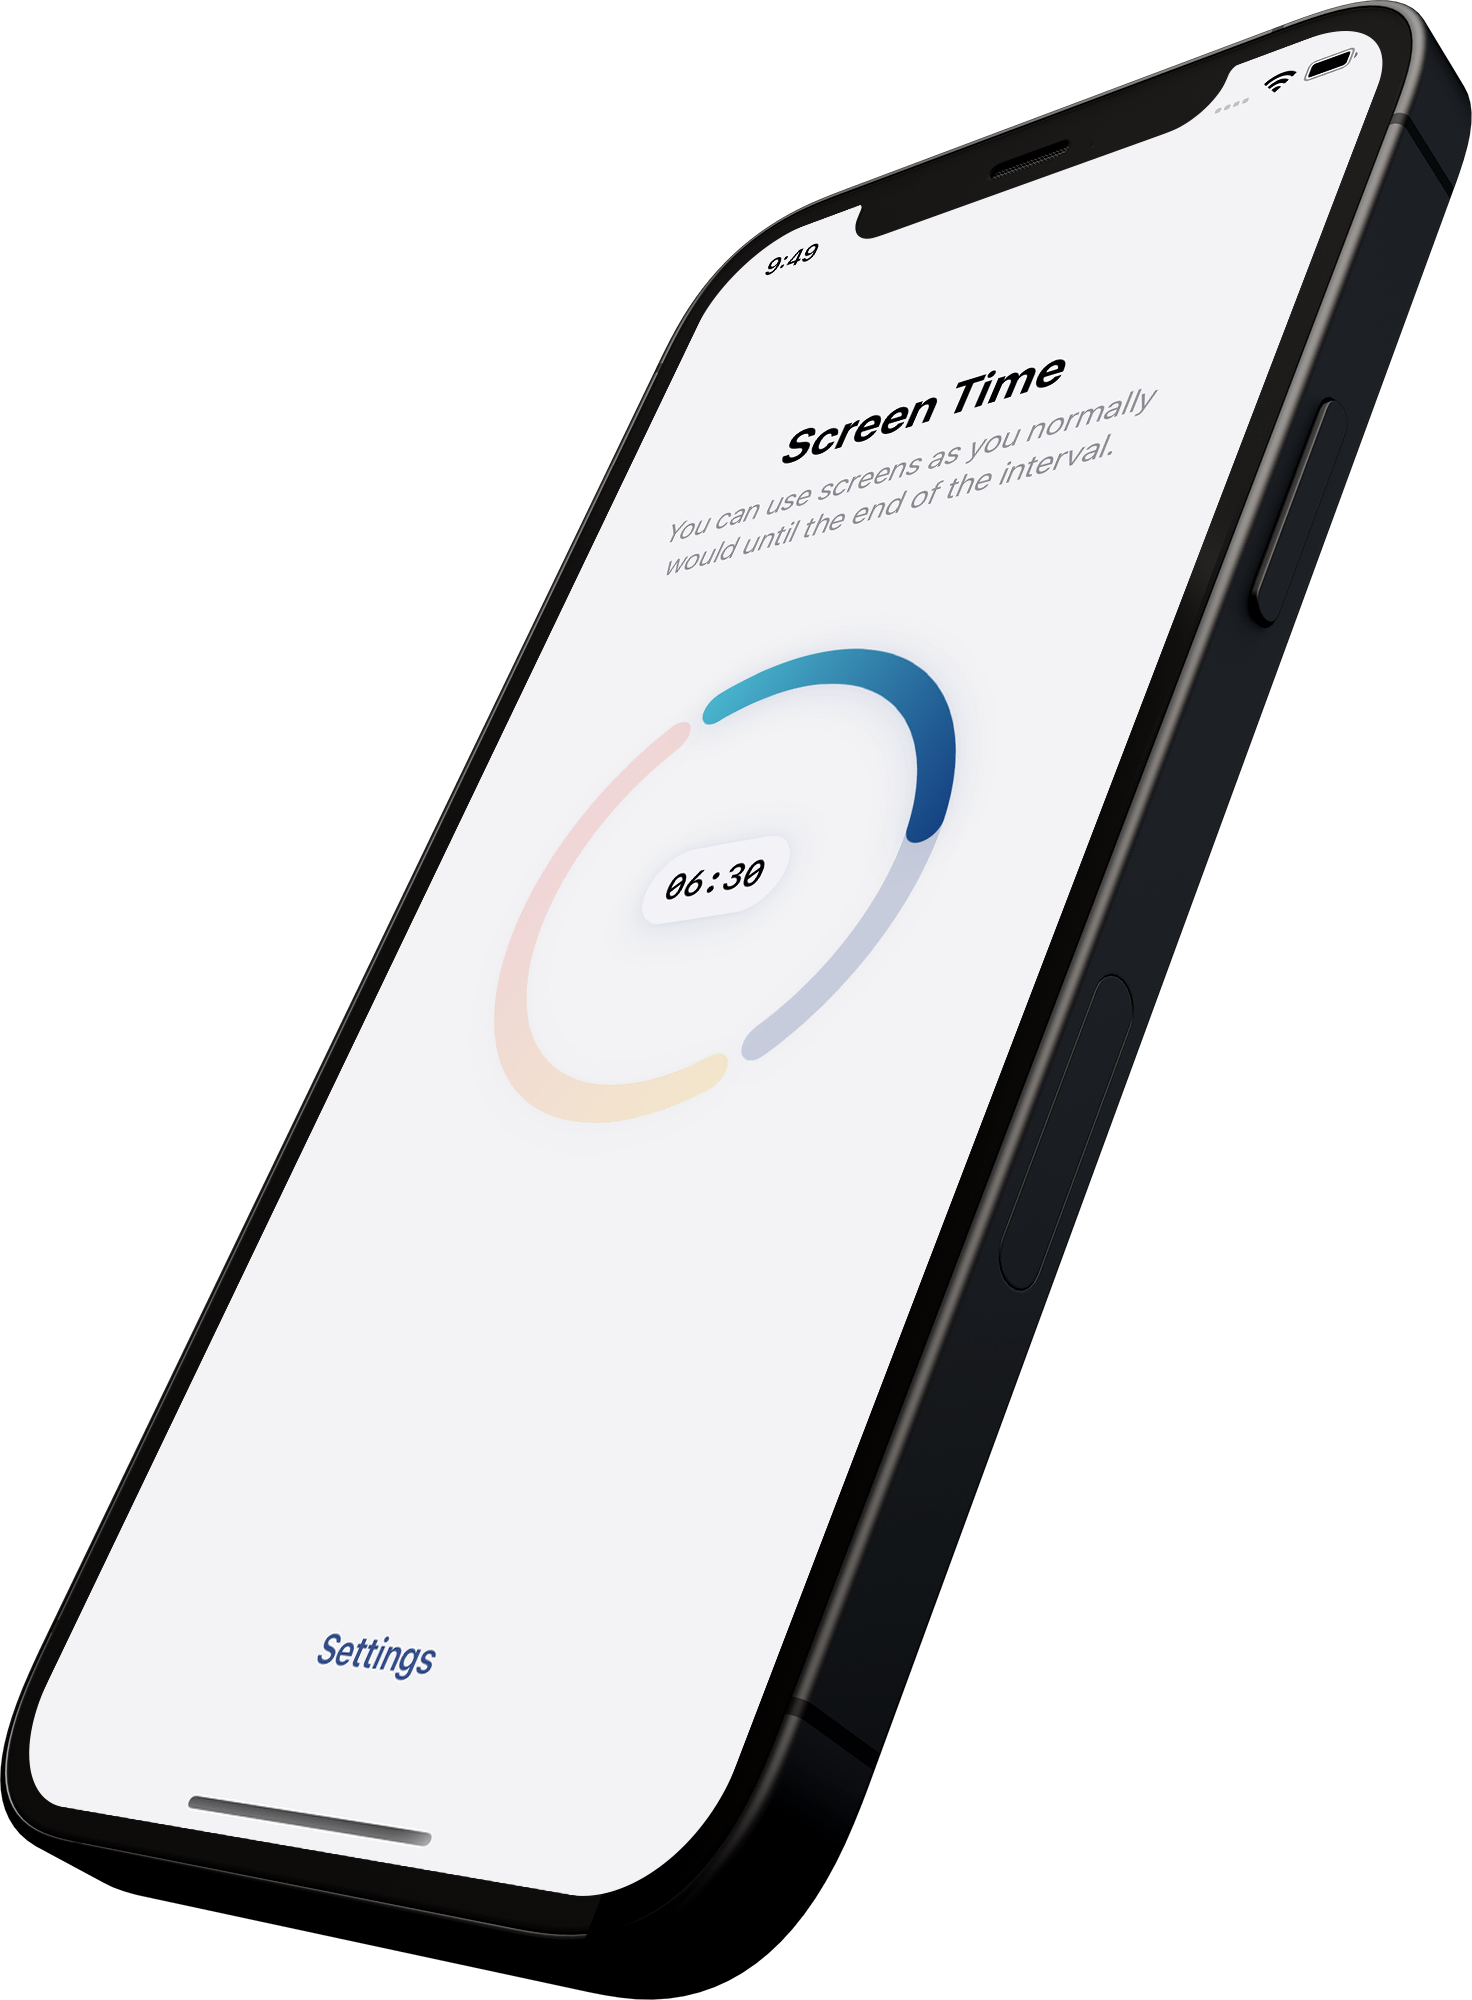 9:49
Screen Time
You can use screens as you normally
would until the end of the interval.
06:30
Settings